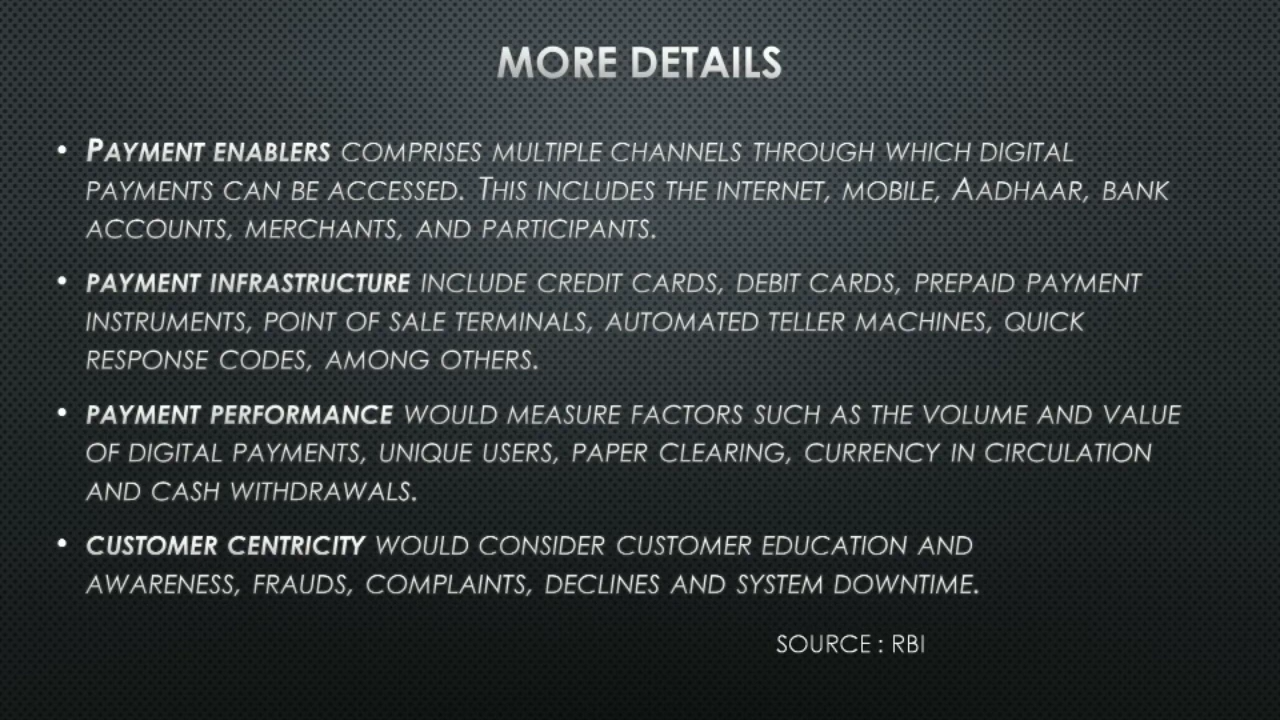 MORE DETAILS
• PAYMENT ENABLERS COMPRISES MULTIPLE CHANNELS THROUGH WHICH DIGITAL
PAYMENTS CAN BE ACCESSED. THIS INCLUDES THE INTERNET, MOBILE, AADHAAR, BANK
ACCOUNTS, MERCHANTS, AND PARTICIPANTS.
• PAYMENT INFRASTRUCTURE INCLUDE CREDIT CARDS, DEBIT CARDS, PREPAID PAYMENT
INSTRUMENTS, POINT OF SALE TERMINALS, AUTOMATED TELLER MACHINES, QUICK
RESPONSE CODES, AMONG OTHERS.
• PAYMENT PERFORMANCE WOULD MEASURE FACTORS SUCH AS THE VOLUME AND VALUE
OF DIGITAL PAYMENTS, UNIQUE USERS, PAPER CLEARING, CURRENCY IN CIRCULATION
AND CASH WITHDRAWALS.
• CUSTOMER CENTRICITY WOULD CONSIDER CUSTOMER EDUCATION AND
AWARENESS, FRAUDS, COMPLAINTS, DECLINES AND SYSTEM DOWNTIME.
SOURCE : RBI